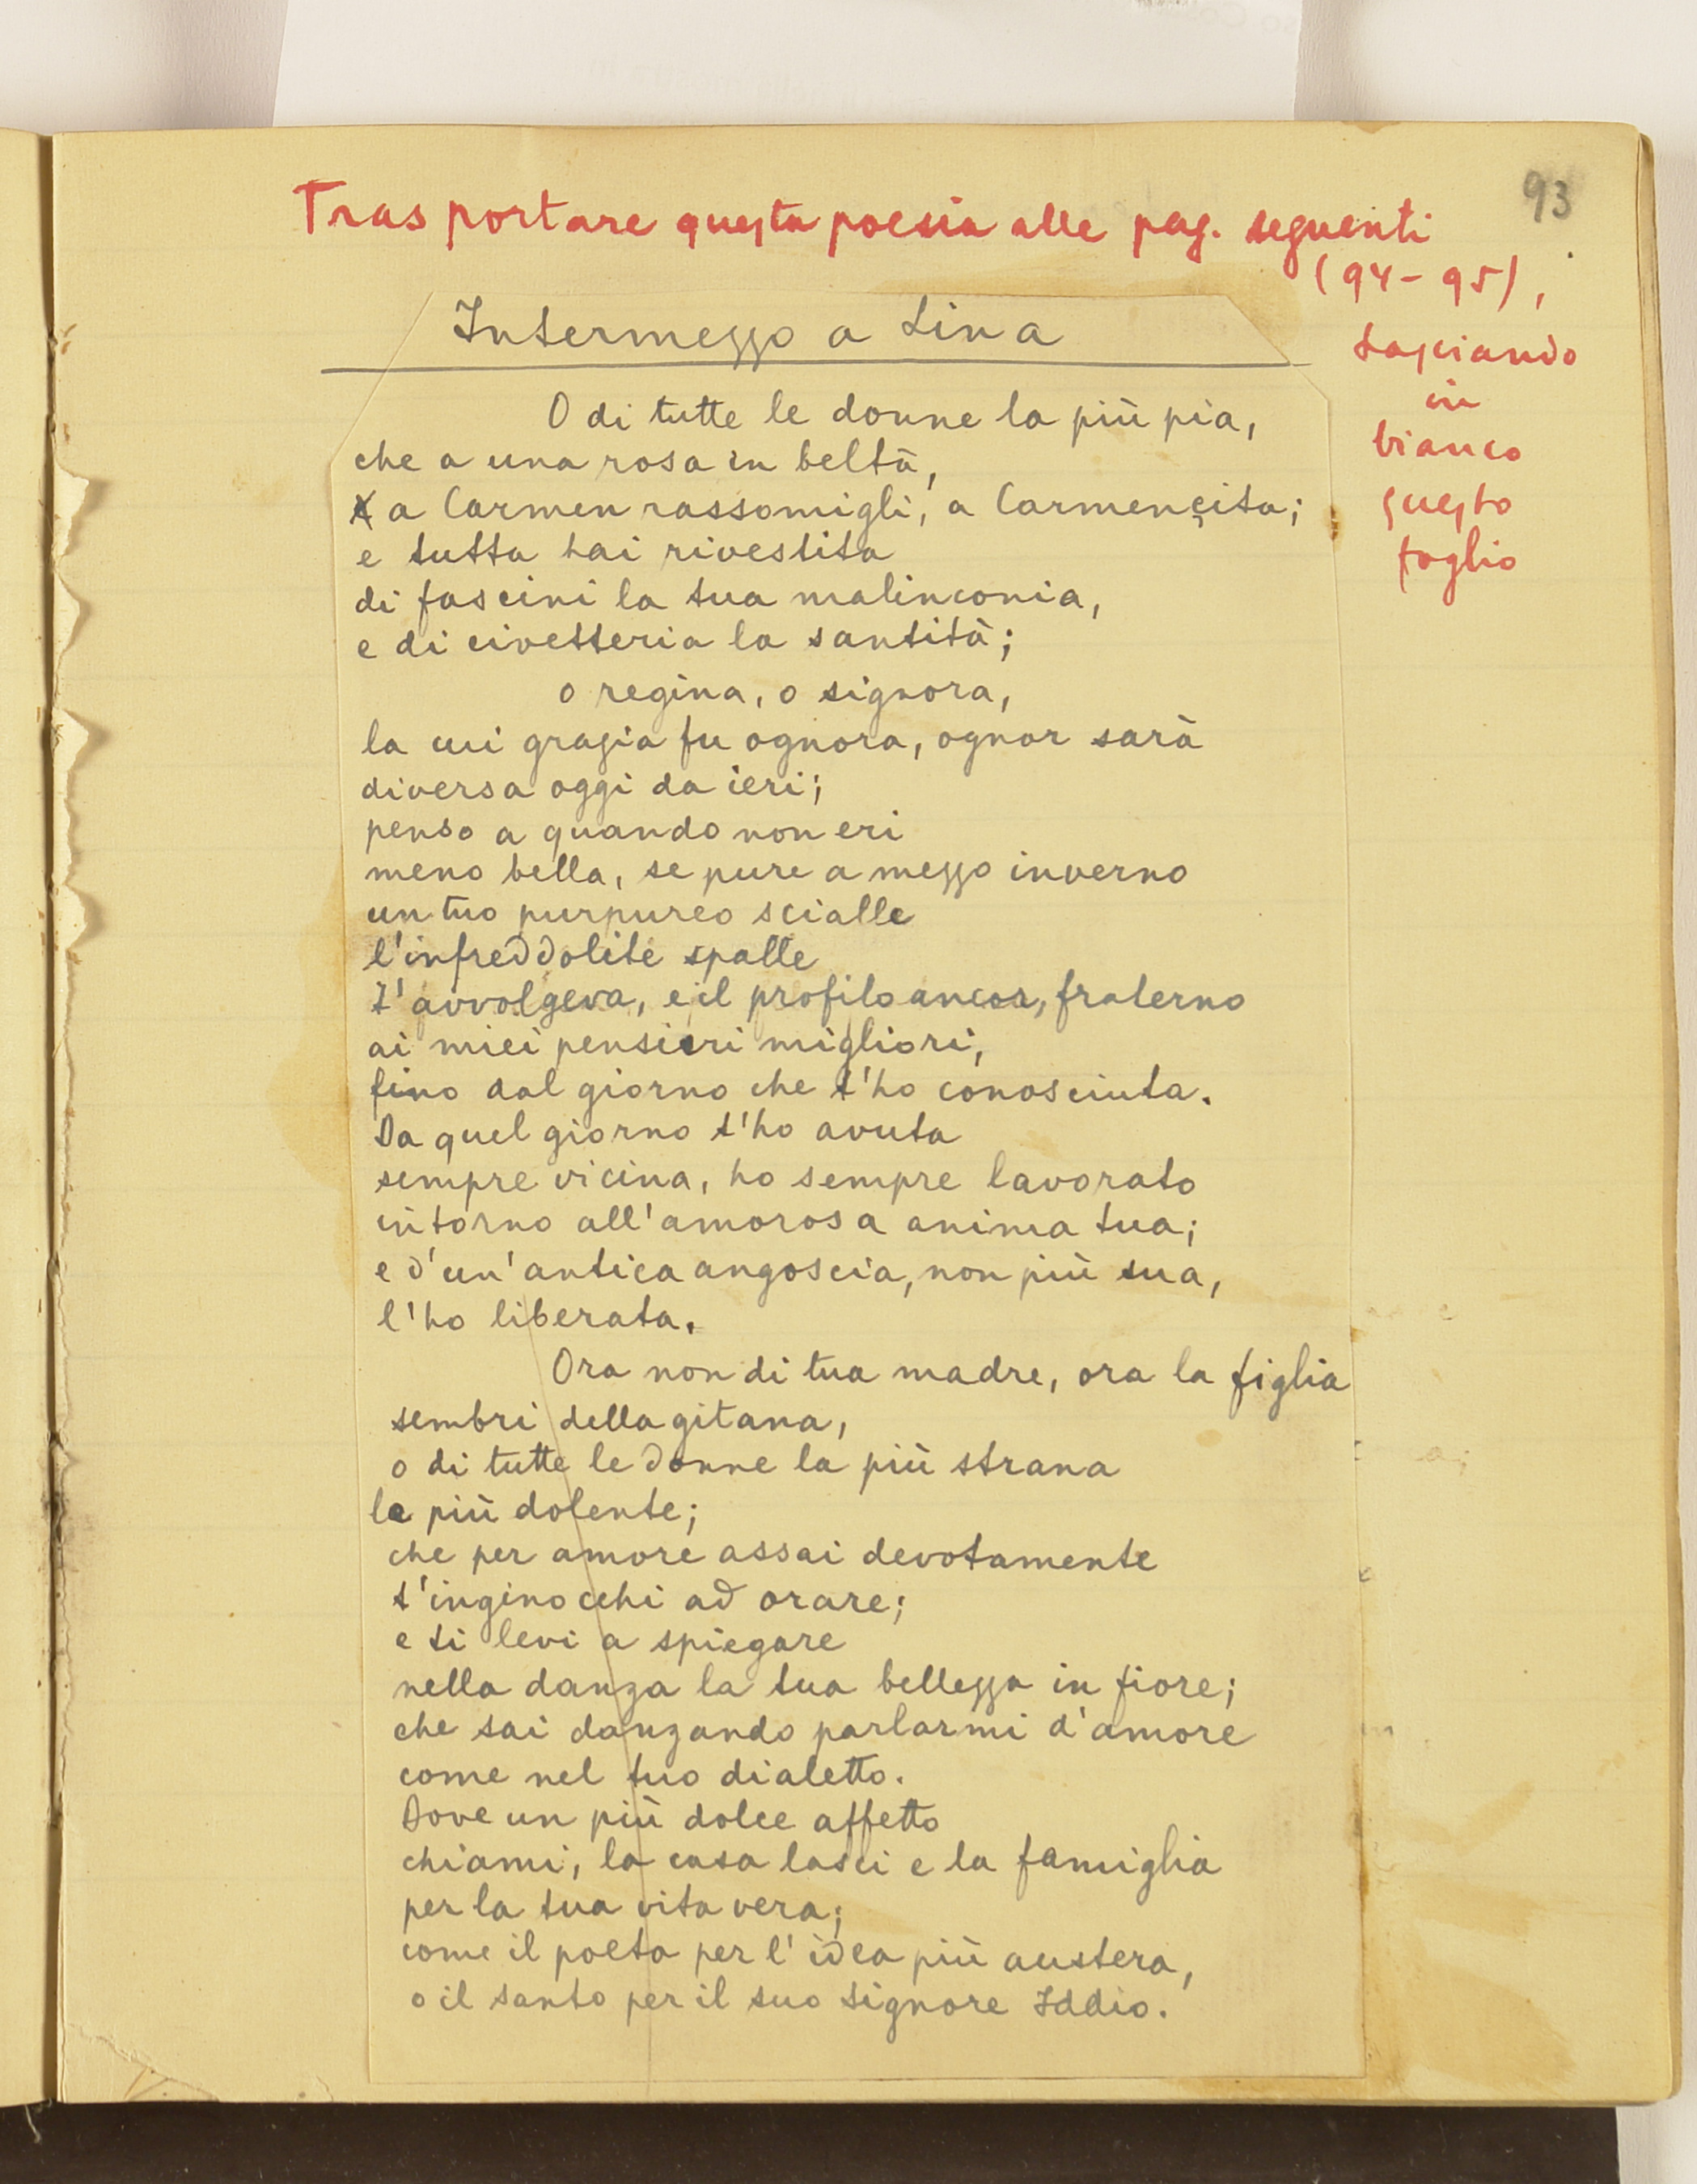 93
Trasportare questa poesia alle pag. seguenti
(94-95),
lasciando
in
bianco
questo
foglio
Intermezzo a Lina
O di tutte le donne la più pia,
che a una rosa in beltà,
a Carmen rassomigli, a Carmençita;
e tutta hai rivestita
di fascini la tua malinconia,
e di civetteria la santità;
o regina, o signora,
la cui grazia fu ognora, ognor sarà
diversa oggi da ieri;
penso a quando non eri
meno bella, se pure a mezzo inverno
un tuo purpureo scialle
l'infreddolite spalle
t'avvolgeva, e il profilo ancor, fraterno
ai miei pensieri migliori,
fino dal giorno che t'ho conosciuta.
Da quel giorno t'ho avuta
sempre vicina, ho sempre lavorato
intorno all'amorosa anima tua;
e d'un'antica angoscia, non più sua,
l'ho liberata.
Ora non di tua madre, ora la figlia
sembri della gitana,
o di tutte le donne la più strana
la più dolente;
che per amore assai devotamente
t'inginocchi ad orare;
e ti levi a spiegare
nella danza la tua bellezza in fiore;
che sai danzando parlarmi d'amore
come nel tuo dialetto.
Dove un più dolce affetto
chiami, la casa lasci e la famiglia
per la tua vita vera;
come il poeta per l'idea più austera,
o il santo per il suo signore Iddio.